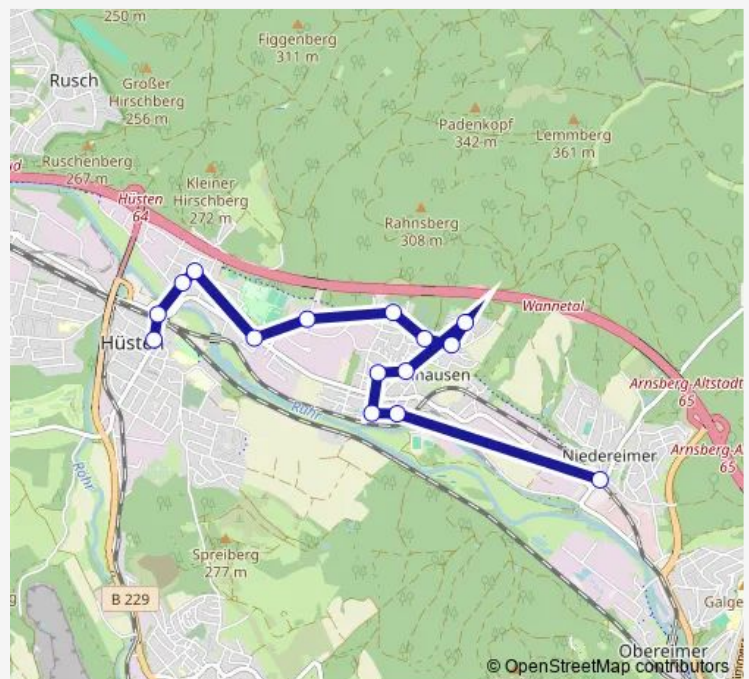 250 m
Figgenberg
311 m
Rusch
Großer
Hirschberg
256 m
Padenkopf
342 m
Lemmberg
361 m
Ruschenberg
267 m
Kleiner
Hirschberg
272 m
Hüsten
64
Rahnsberg
308 m
Wannetal
Hüsten
hausen
Arnsberg-Altstadt
65
Ruhr
Arnsberg-A
65
Niedereimer
Röhr
Spreiberg
277 m
B 229
g
Galge
Obereimer
© OpenStreetMap contributors